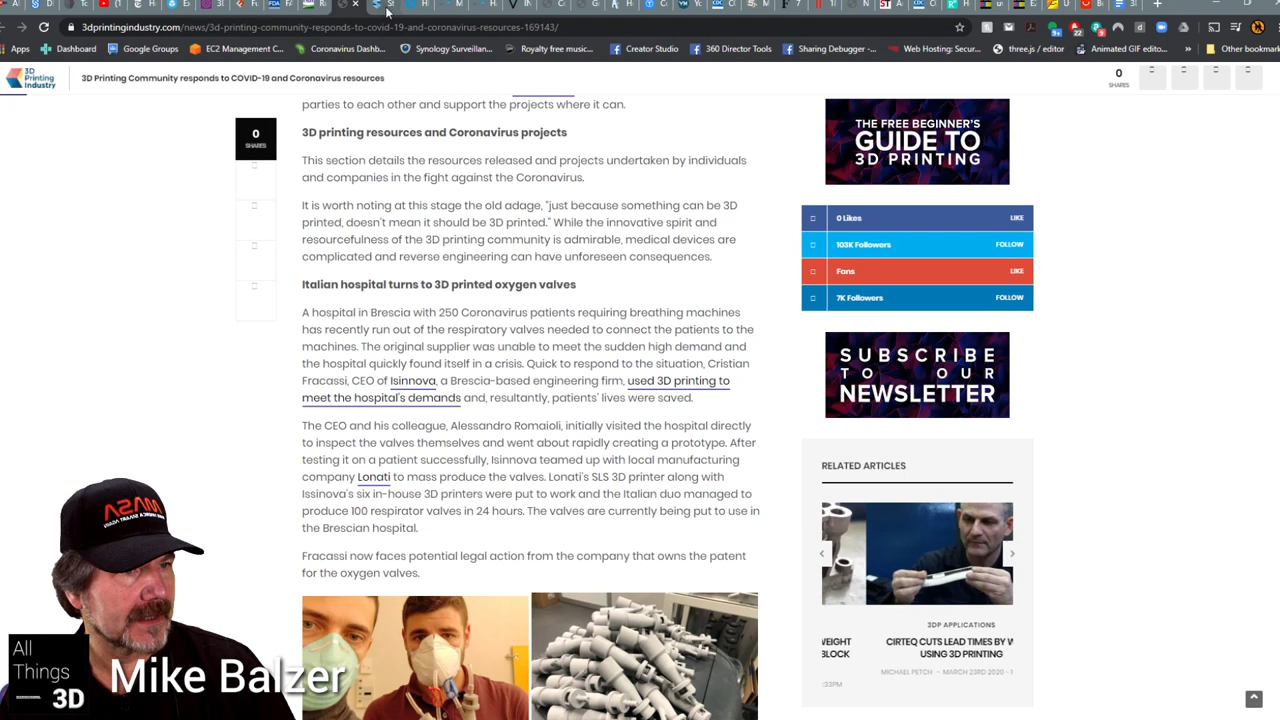 3dprintingindustry.com/news/3d-printing-community-responds-to-covid-19-and-coronavirus-resources-169143/
Apps
Dashboard
Google Groups
EC2 Management C...
Coronavirus Dashb...
Synology Surveillan...
Royalty free music...
Creator Studio
360 Director Tools
Sharing Debugger -...
Web Hosting: Secur...
three.js / editor
Animated GIF edito...
Other bookmar
3D
Printing
Industry
3D Printing Community responds to COVID-19 and Coronavirus resources
0
SHARES
0
SHARES
parties to each other and support the projects where it can.
3D printing resources and Coronavirus projects
This section details the resources released and projects undertaken by individuals
and companies in the fight against the Coronavirus.
It is worth noting at this stage the old adage, "just because something can be 3D
printed, doesn't mean it should be 3D printed." While the innovative spirit and
resourcefulness of the 3D printing community is admirable, medical devices are
complicated and reverse engineering can have unforeseen consequences.
Italian hospital turns to 3D printed oxygen valves
A hospital in Brescia with 250 Coronavirus patients requiring breathing machines
has recently run out of the respiratory valves needed to connect the patients to the
machines. The original supplier was unable to meet the sudden high demand and
the hospital quickly found itself in a crisis. Quick to respond to the situation, Cristian
Fracassi, CEO of Isinnova, a Brescia-based engineering firm, used 3D printing to
meet the hospital's demands and, resultantly, patients' lives were saved.
The CEO and his colleague, Alessandro Romaioli, initially visited the hospital directly
to inspect the valves themselves and went about rapidly creating a prototype. After
testing it on a patient successfully, Isinnova teamed up with local manufacturing
company Lonati to mass produce the valves. Lonati's SLS 3D printer along with
Issinova's six in-house 3D printers were put to work and the Italian duo managed to
produce 100 respirator valves in 24 hours. The valves are currently being put to use in
the Brescian hospital.
Fracassi now faces potential legal action from the company that owns the patent
for the oxygen valves.
THE FREE BEGINNER'S
GUIDE TO
3D PRINTING
0 Likes LIKE
103K Followers FOLLOW
Fans LIKE
7K Followers FOLLOW
SUBSCRIBE
TO OUR
NEWSLETTER
RELATED ARTICLES
3DP APPLICATIONS
WEIGHT
BLOCK
CIRTEQ CUTS LEAD TIMES BY W
USING 3D PRINTING
MICHAEL PETCH - MARCH 23RD 2020 - 1
:33PM
All
Things
3D
Mike Balzer